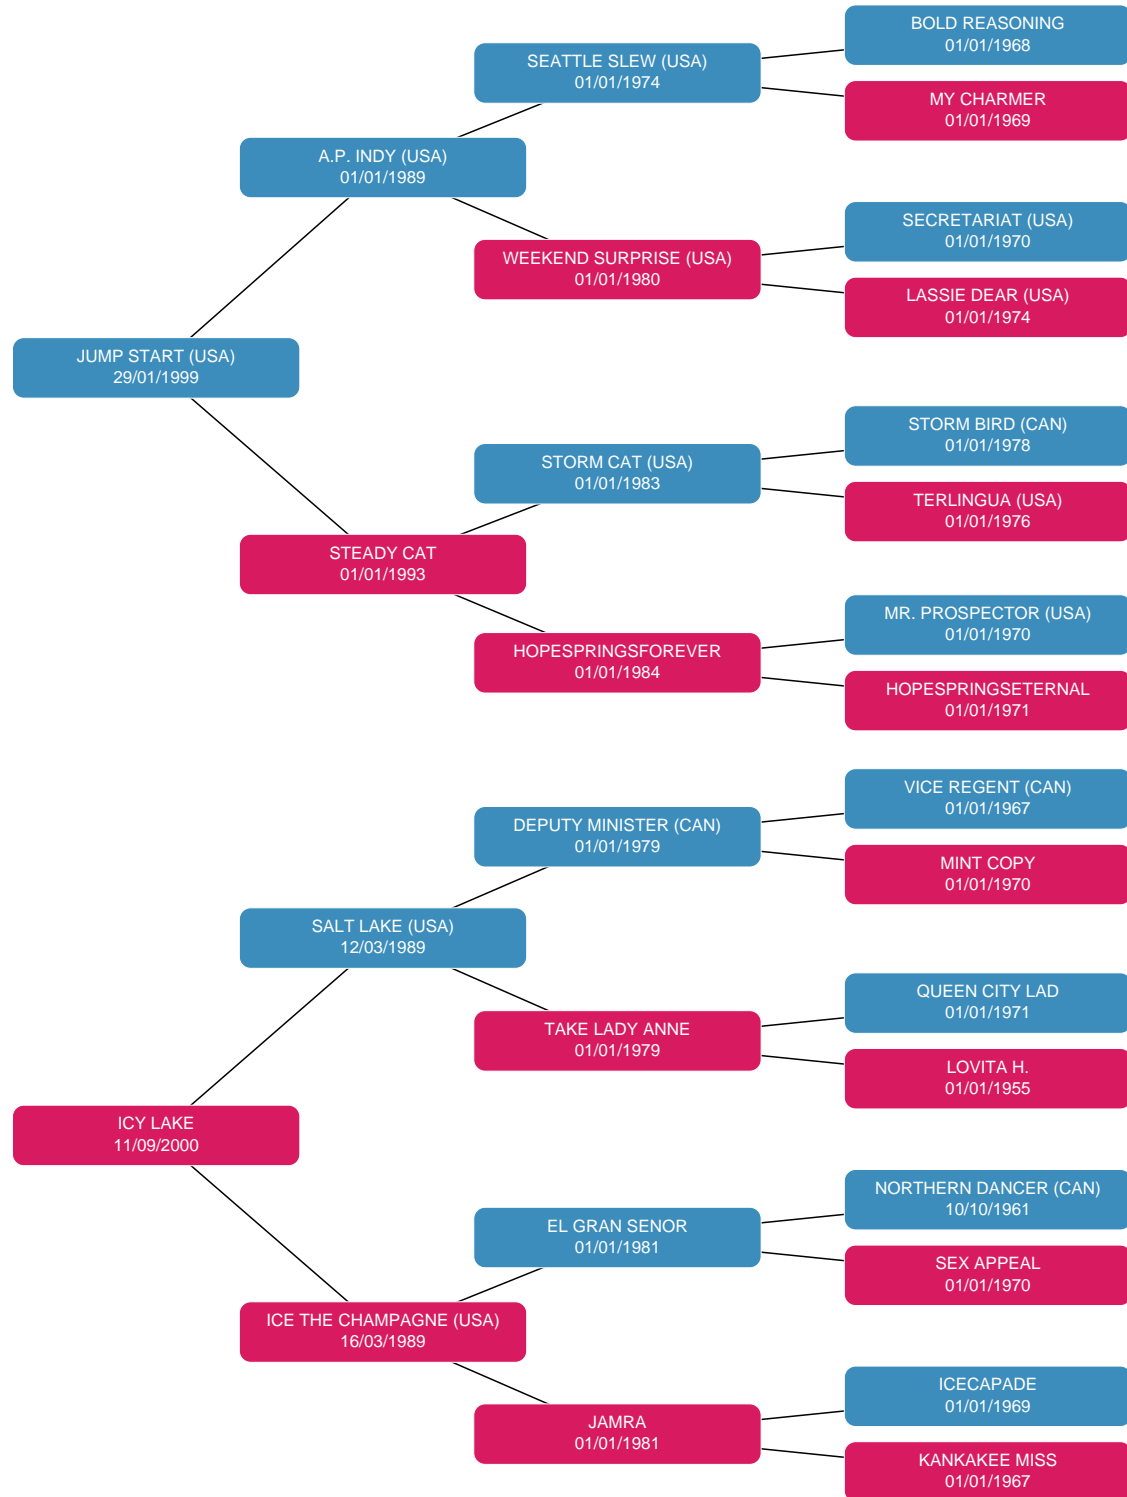 BOLD REASONING
01/01/1968
SEATTLE SLEW (USA)
01/01/1974
MY CHARMER
01/01/1969
A.P. INDY (USA)
01/01/1989
SECRETARIAT (USA)
01/01/1970
WEEKEND SURPRISE (USA)
01/01/1980
LASSIE DEAR (USA)
01/01/1974
JUMP START (USA)
29/01/1999
STORM BIRD (CAN)
01/01/1978
STORM CAT (USA)
01/01/1983
TERLINGUA (USA)
01/01/1976
STEADY CAT
01/01/1993
MR. PROSPECTOR (USA)
01/01/1970
HOPESPRINGSFOREVER
01/01/1984
HOPESPRINGSETERNAL
01/01/1971
VICE REGENT (CAN)
01/01/1967
DEPUTY MINISTER (CAN)
01/01/1979
MINT COPY
01/01/1970
SALT LAKE (USA)
12/03/1989
QUEEN CITY LAD
01/01/1971
TAKE LADY ANNE
01/01/1979
LOVITA H.
01/01/1955
ICY LAKE
11/09/2000
NORTHERN DANCER (CAN)
10/10/1961
EL GRAN SENOR
01/01/1981
SEX APPEAL
01/01/1970
ICE THE CHAMPAGNE (USA)
16/03/1989
ICECAPADE
01/01/1969
JAMRA
01/01/1981
KANKAKEE MISS
01/01/1967